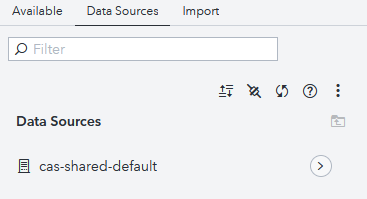 Available Data Sources Import
Filter
Data Sources
cas-shared-default